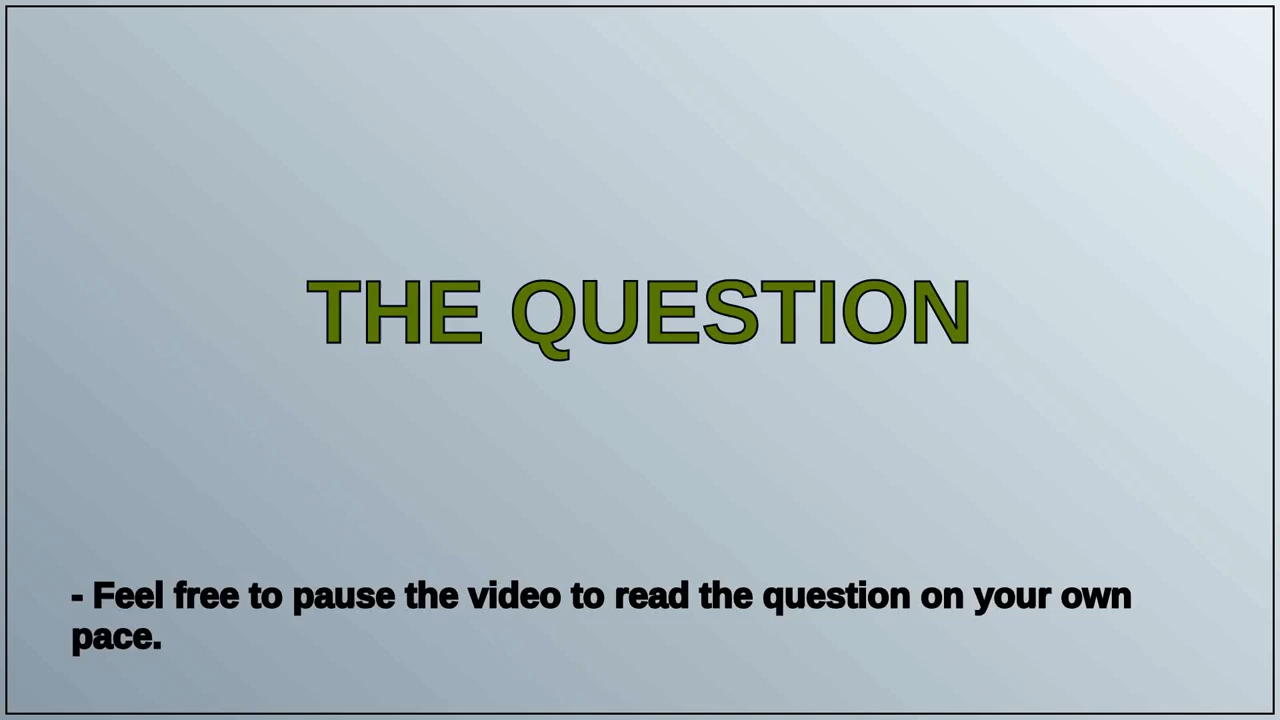 THE QUESTION
- Feel free to pause the video to read the question on your own
pace.